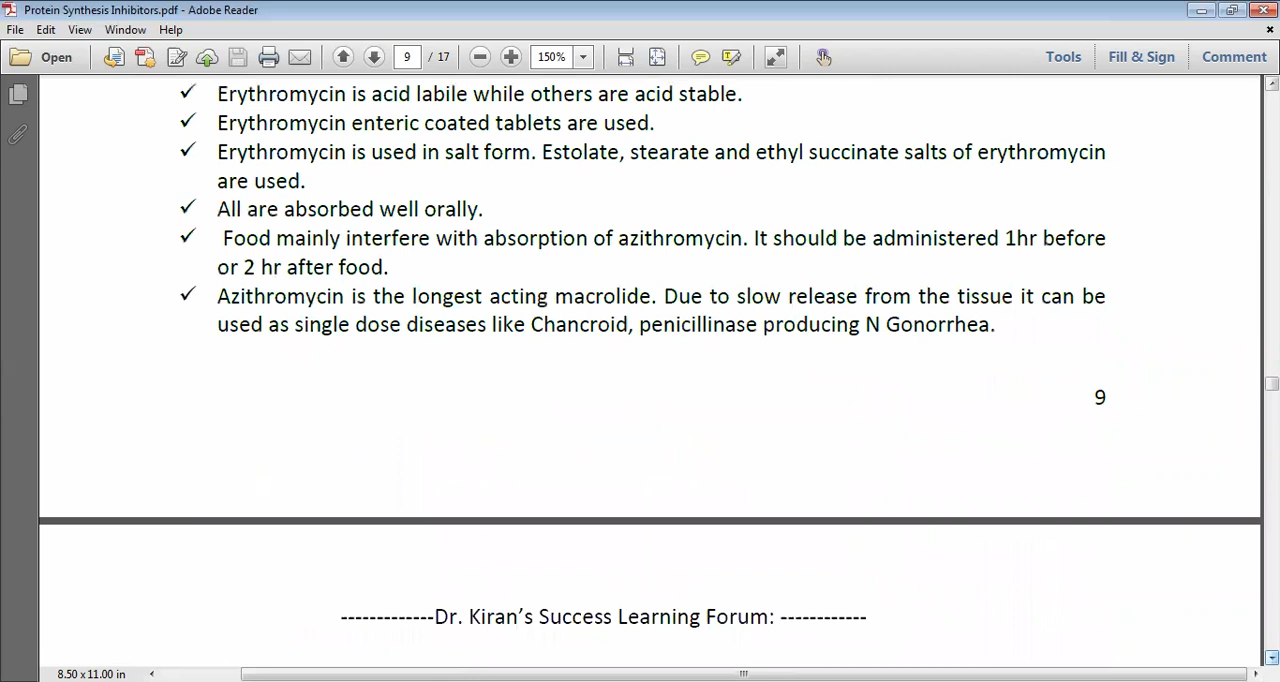 Protein Synthesis Inhibitors.pdf - Adobe Reader
File Edit View Window Help
Open 9 / 17 150% Tools Fill & Sign Comment
✓ Erythromycin is acid labile while others are acid stable.
✓ Erythromycin enteric coated tablets are used.
✓ Erythromycin is used in salt form. Estolate, stearate and ethyl succinate salts of erythromycin
are used.
✓ All are absorbed well orally.
✓ Food mainly interfere with absorption of azithromycin. It should be administered 1hr before
or 2 hr after food.
✓ Azithromycin is the longest acting macrolide. Due to slow release from the tissue it can be
used as single dose diseases like Chancroid, penicillinase producing N Gonorrhea.
9
-------------Dr. Kiran’s Success Learning Forum: ------------
8.50 x 11.00 in